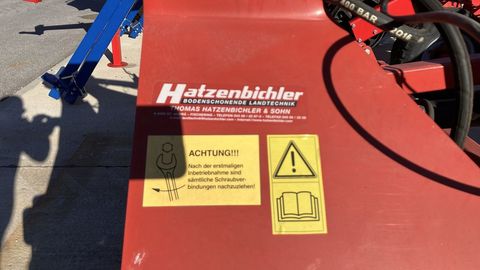 400 BAR
Hatzenbichler
BODENSCHONENDE LANDTECHNIK
THOMAS HATZENBICHLER & SOHN
ACHTUNG!!!
Nach der erstmaligen
Inbetriebnahme sind
sämtliche Schraubver-
bindungen nachzuziehen!